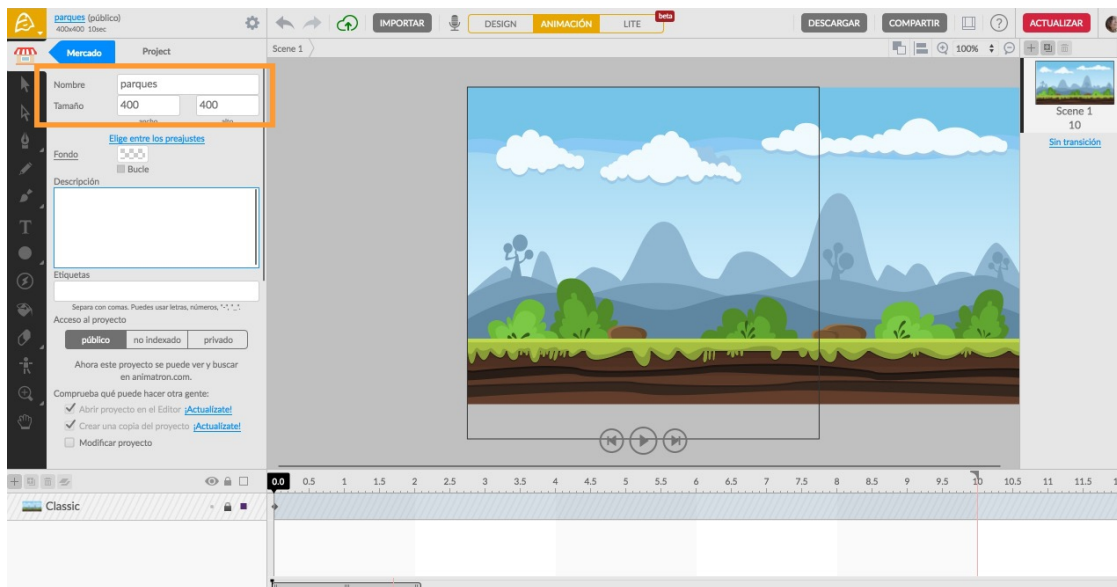 parques (público)
400x400 10sec
IMPORTAR
DESIGN ANIMACIÓN LITE beta
DESCARGAR COMPARTIR ? ACTUALIZAR
Mercado Project
Scene 1
100%
Nombre parques
Tamaño 400 400
ancho alto
Elige entre los preajustes
Fondo
Bucle
Descripción
Etiquetas
Separa con comas. Puedes usar letras, números, "-", "_".
Acceso al proyecto
público no indexado privado
Ahora este proyecto se puede ver y buscar
en animatron.com.
Comprueba qué puede hacer otra gente:
Abrir proyecto en el Editor ¡Actualízate!
Crear una copia del proyecto ¡Actualízate!
Modificar proyecto
Scene 1
10
Sin transición
T
0.0 0.5 1 1.5 2 2.5 3 3.5 4 4.5 5 5.5 6 6.5 7 7.5 8 8.5 9 9.5 10 10.5 11 11.5 1
Classic